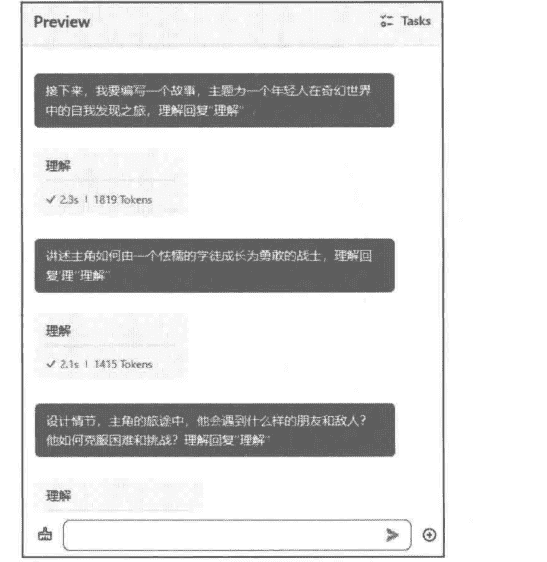 Preview
Tasks
接下来，我要编写一个故事，主题为一个年轻人在奇幻世界
中的自我发现之旅，理解回复"理解"
理解
✓ 2.3s | 1819 Tokens
讲述主角如何由一个怯懦的学徒成长为勇敢的战士，理解回
复'理'"理解"
理解
✓ 2.1s | 1415 Tokens
设计情节，主角的旅途中，他会遇到什么样的朋友和敌人？
他如何克服困难和挑战？理解回复"理解"
理解